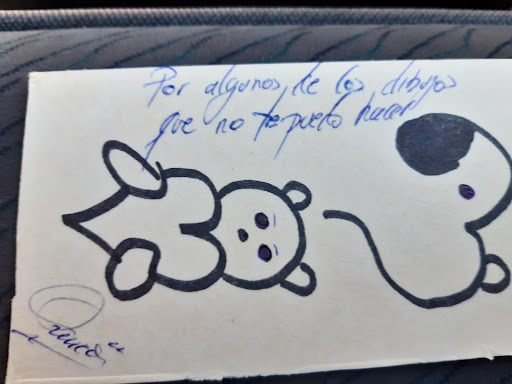 Por algunos de los dibujos
que no te puedo hacer